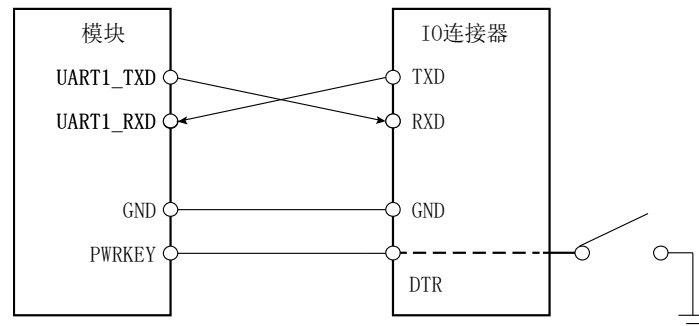 模块
IO连接器
UART1_TXD
TXD
UART1_RXD
RXD
GND
GND
PWRKEY
DTR